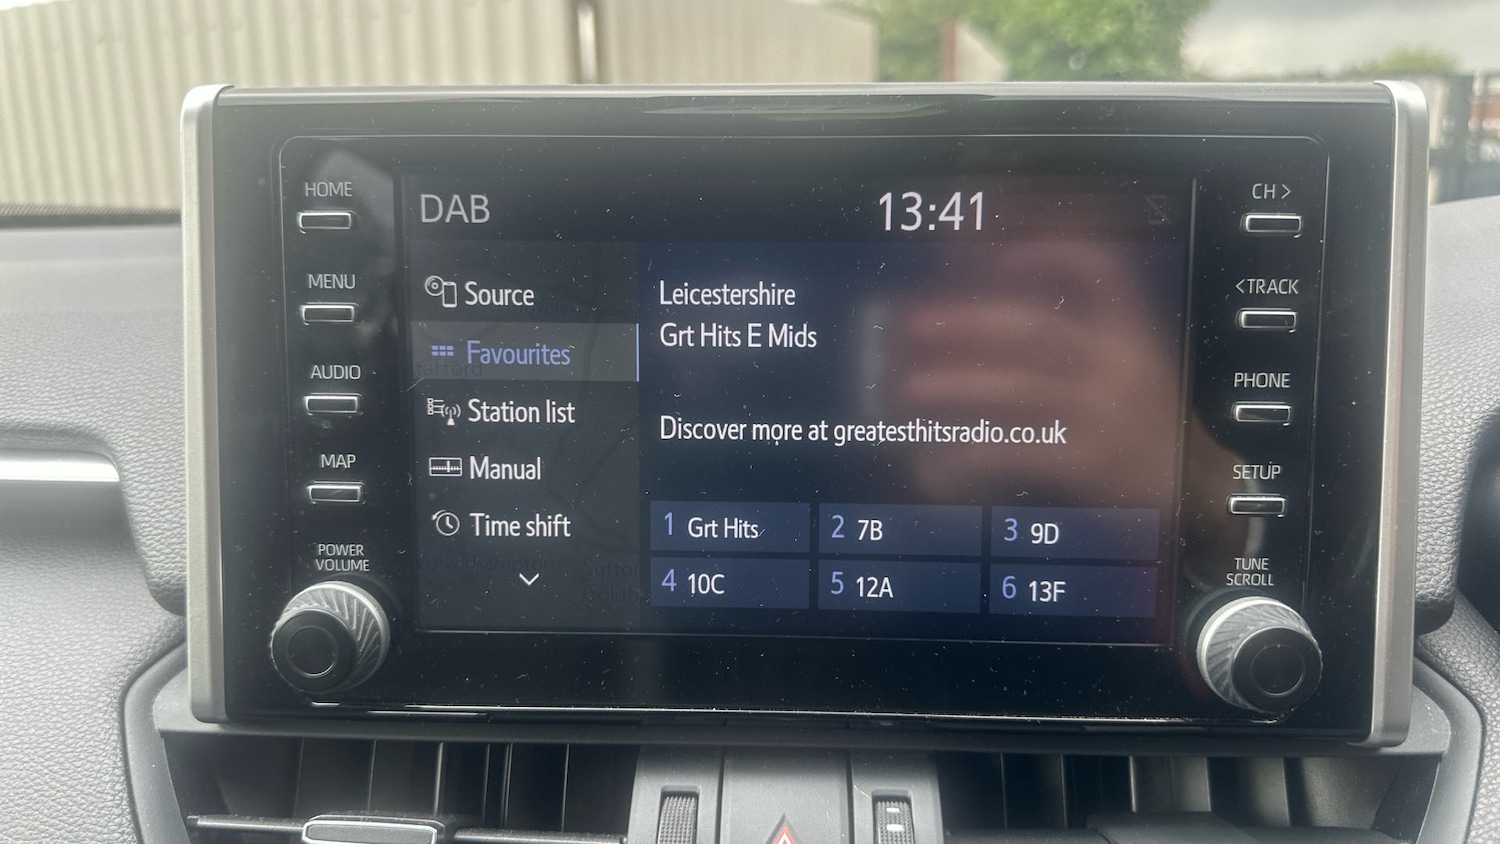 HOME
MENU
AUDIO
MAP
POWER
VOLUME
DAB
13:41
Source
Favourites
Station list
Manual
Time shift
Leicestershire
Grt Hits E Mids
Discover more at greatesthitsradio.co.uk
1 Grt Hits
2 7B
3 9D
4 10C
5 12A
6 13F
CH >
<TRACK
PHONE
SETUP
TUNE
SCROLL